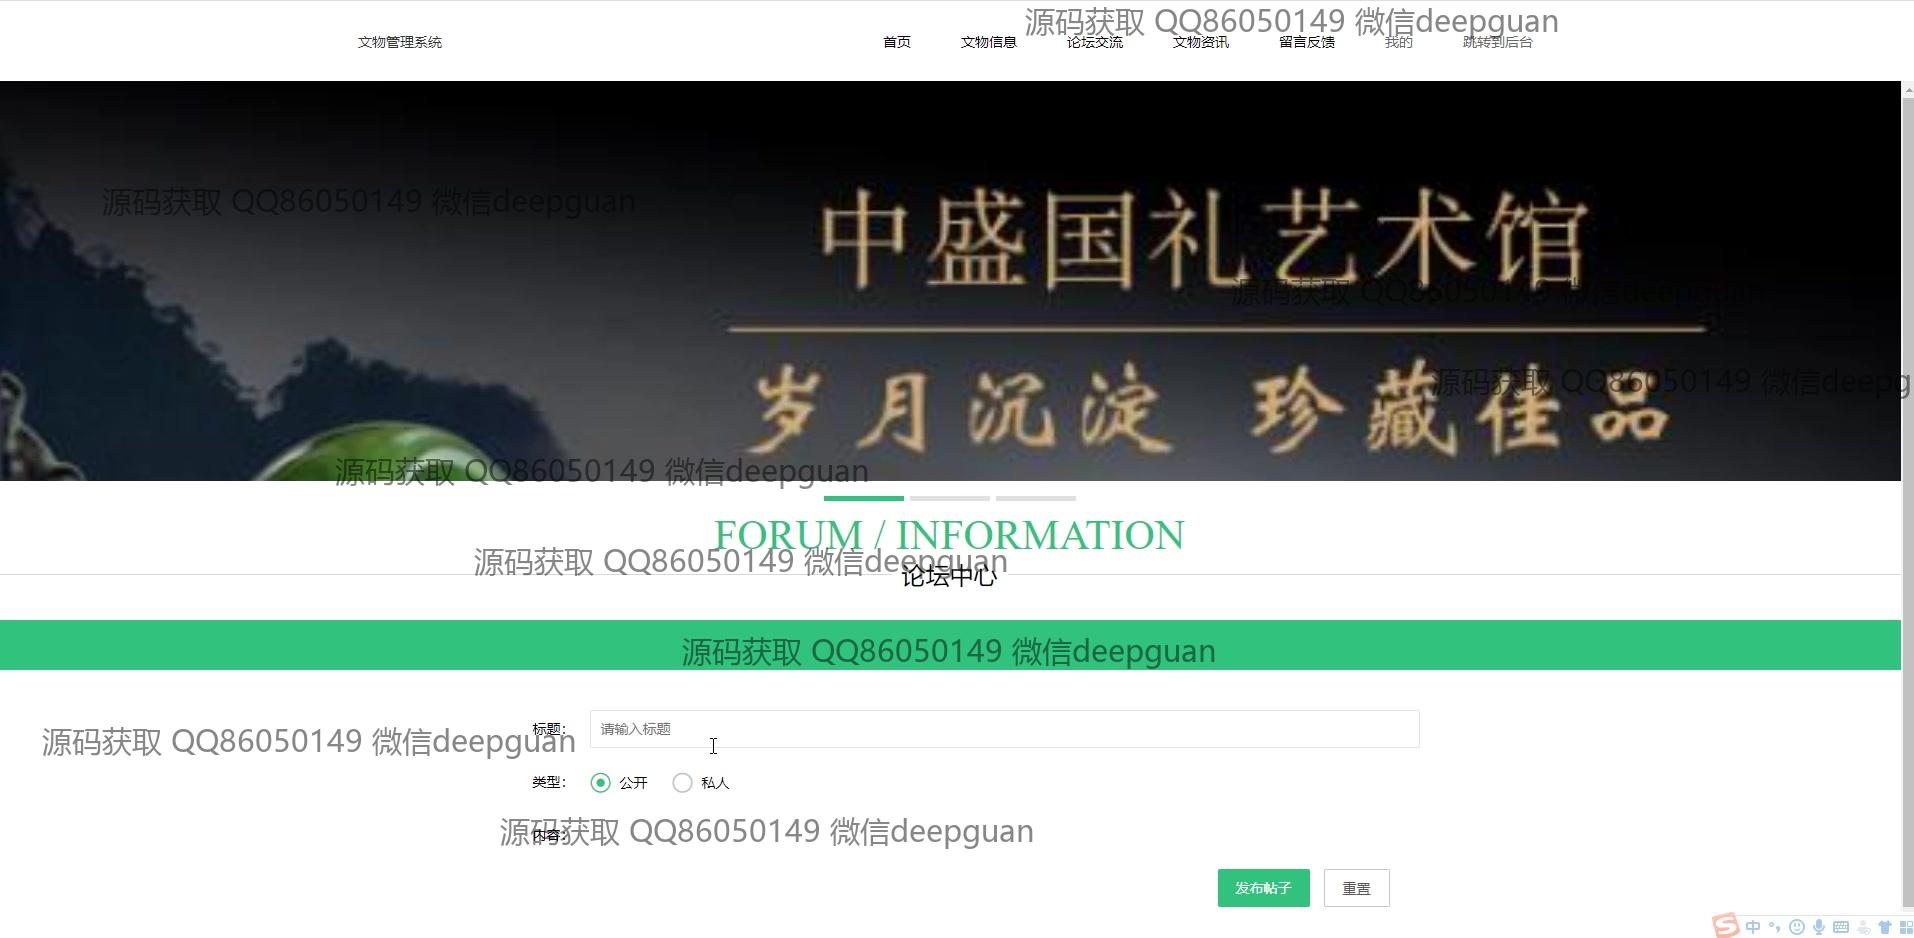 源码获取 QQ86050149 微信deepguan
文物管理系统 首页 文物信息 论坛交流 文物资讯 留言反馈 我的 跳转到后台
源码获取 QQ86050149 微信deepguan
中盛国礼艺术馆
源码获取 QQ86050149 微信deepguan
岁月沉淀 珍藏佳品
源码获取 QQ86050149 微信deepg
源码获取 QQ86050149 微信deepguan
FORUM / INFORMATION
源码获取 QQ86050149 微信deepguan
论坛中心
源码获取 QQ86050149 微信deepguan
标题： 请输入标题
源码获取 QQ86050149 微信deepguan
类型： 公开 私人
源码获取 QQ86050149 微信deepguan
内容：
发布帖子 重置
中